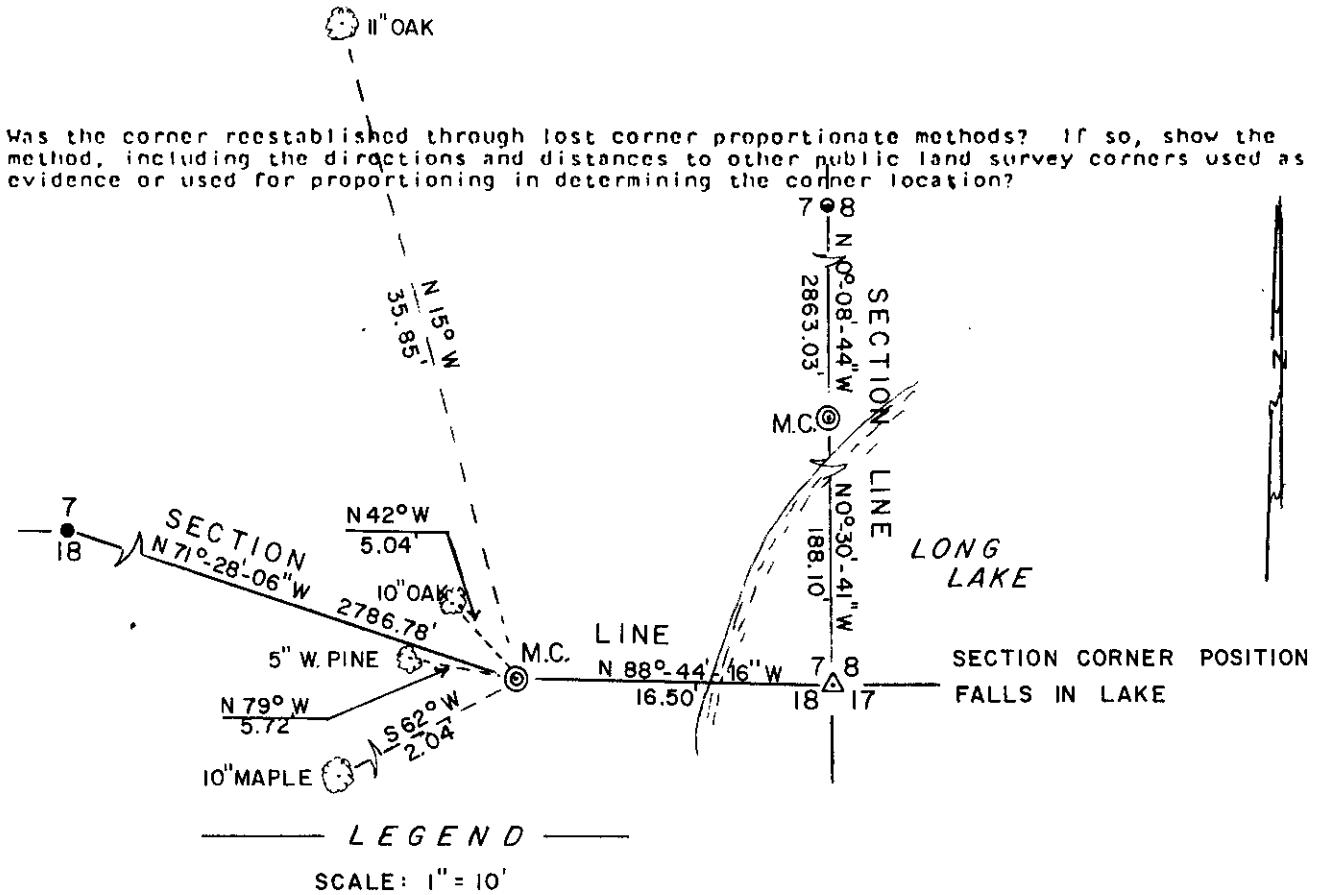 11" OAK
Was the corner reestablished through lost corner proportionate methods? If so, show the
method, including the directions and distances to other public land survey corners used as
evidence or used for proportioning in determining the corner location?
7 8
N 0°-08'-44" W
2863.03'
SECTION LINE
N 15° W
35.85'
N
M.C.
N 0°-30'-41" W
188.10'
LONG
LAKE
7
18
SECTION
N 71°-28'-06" W
2786.78'
N 42° W
5.04'
10" OAK
5" W. PINE
M.C.
LINE
N 88°-44'-16" W
16.50'
7 8
18 17
SECTION CORNER POSITION
FALLS IN LAKE
N 79° W
5.72'
S 62° W
2.04'
10" MAPLE
LEGEND
SCALE: 1" = 10'